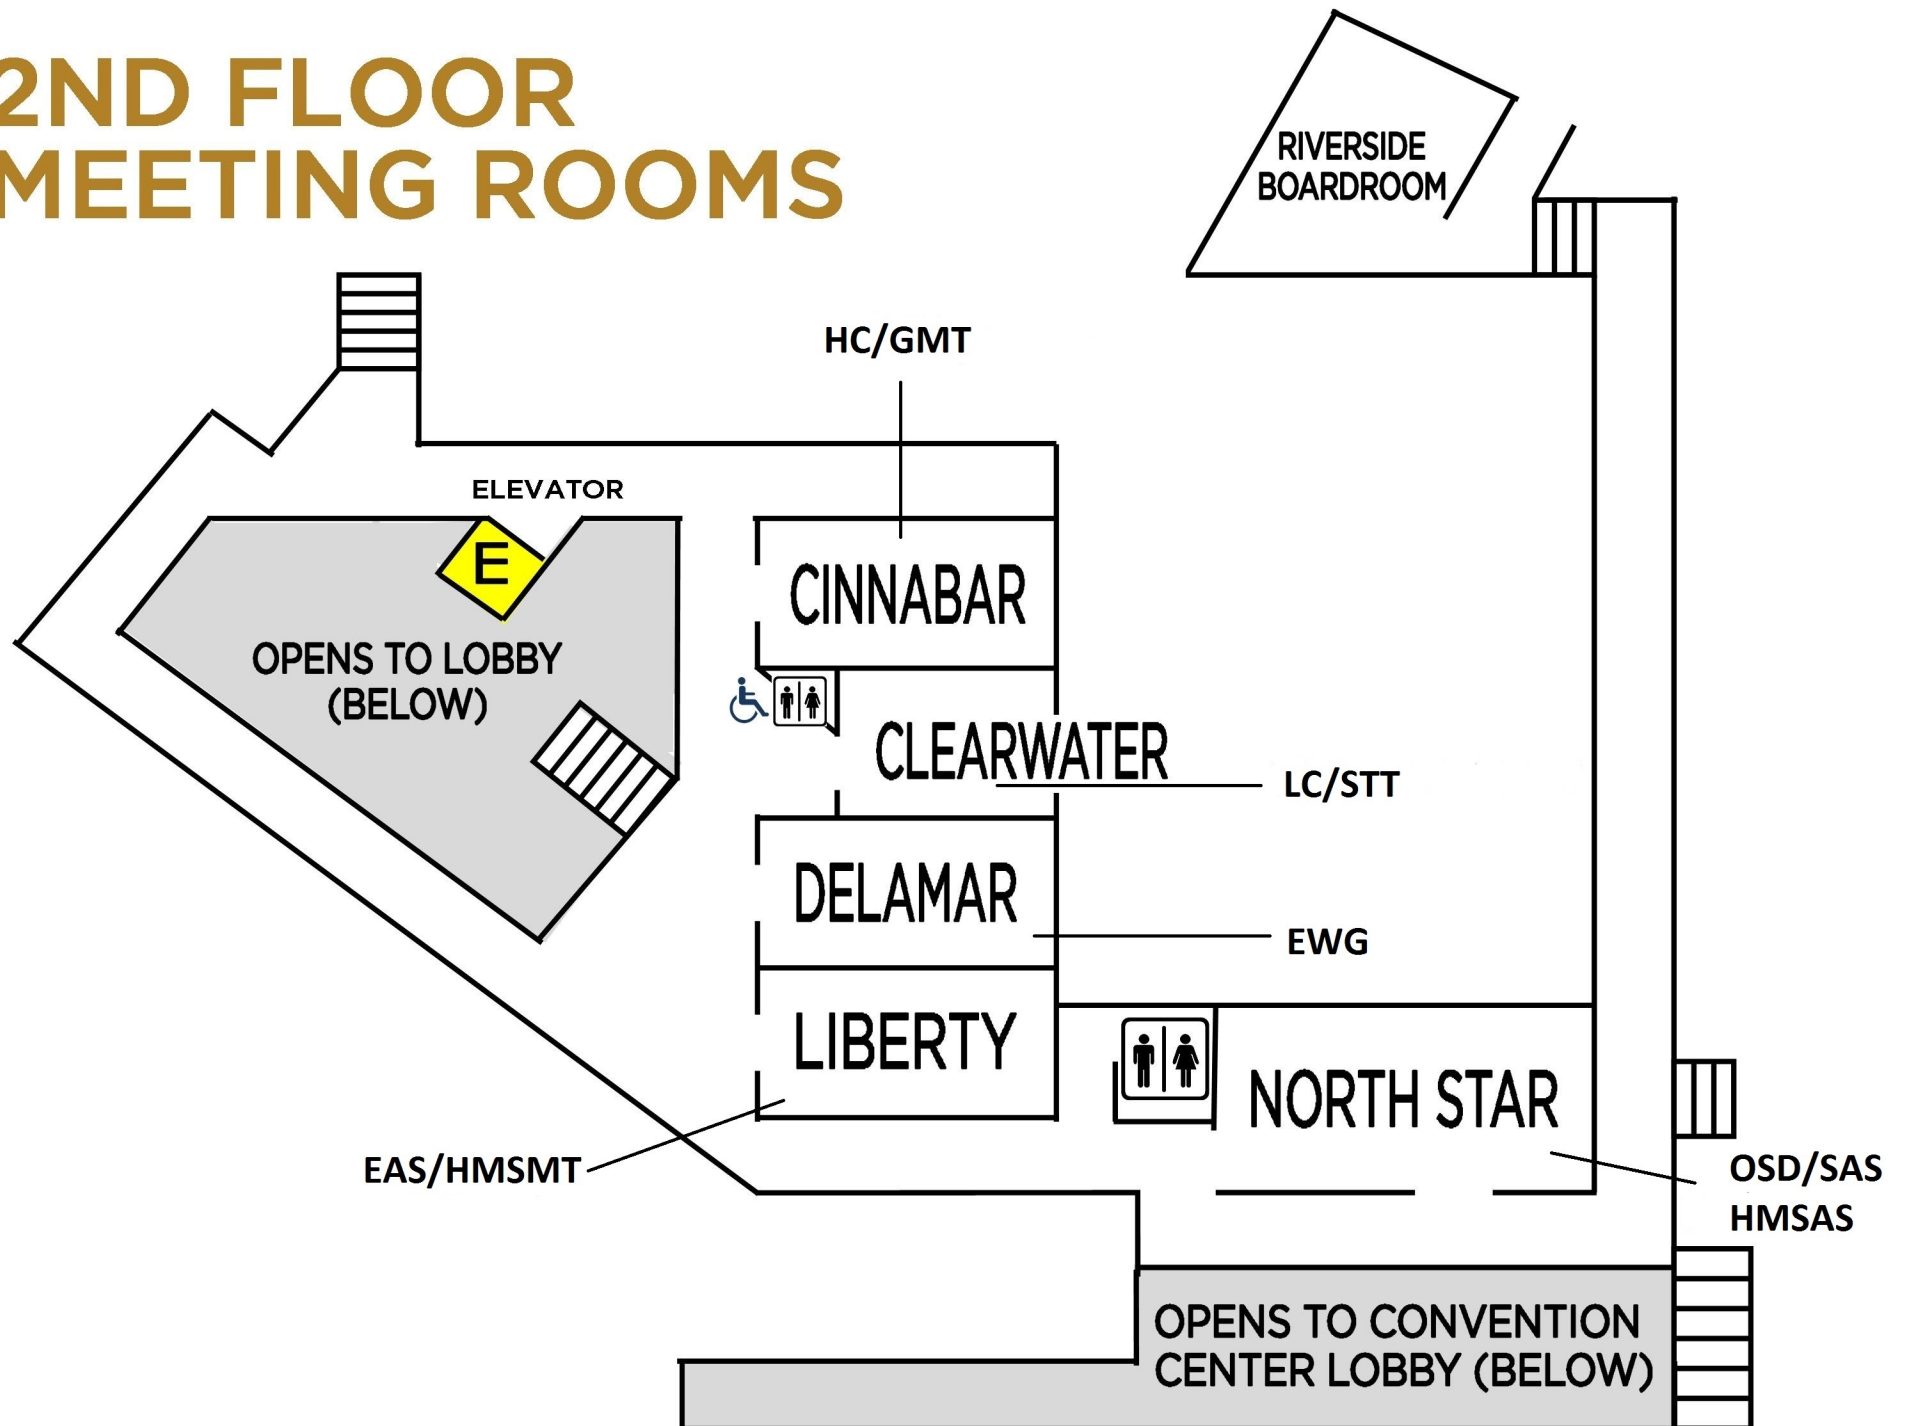 2ND FLOOR
MEETING ROOMS
RIVERSIDE
BOARDROOM
HC/GMT
ELEVATOR
E
CINNABAR
OPENS TO LOBBY
(BELOW)
CLEARWATER
LC/STT
DELAMAR
EWG
LIBERTY
NORTH STAR
EAS/HMSMT
OSD/SAS
HMSAS
OPENS TO CONVENTION
CENTER LOBBY (BELOW)